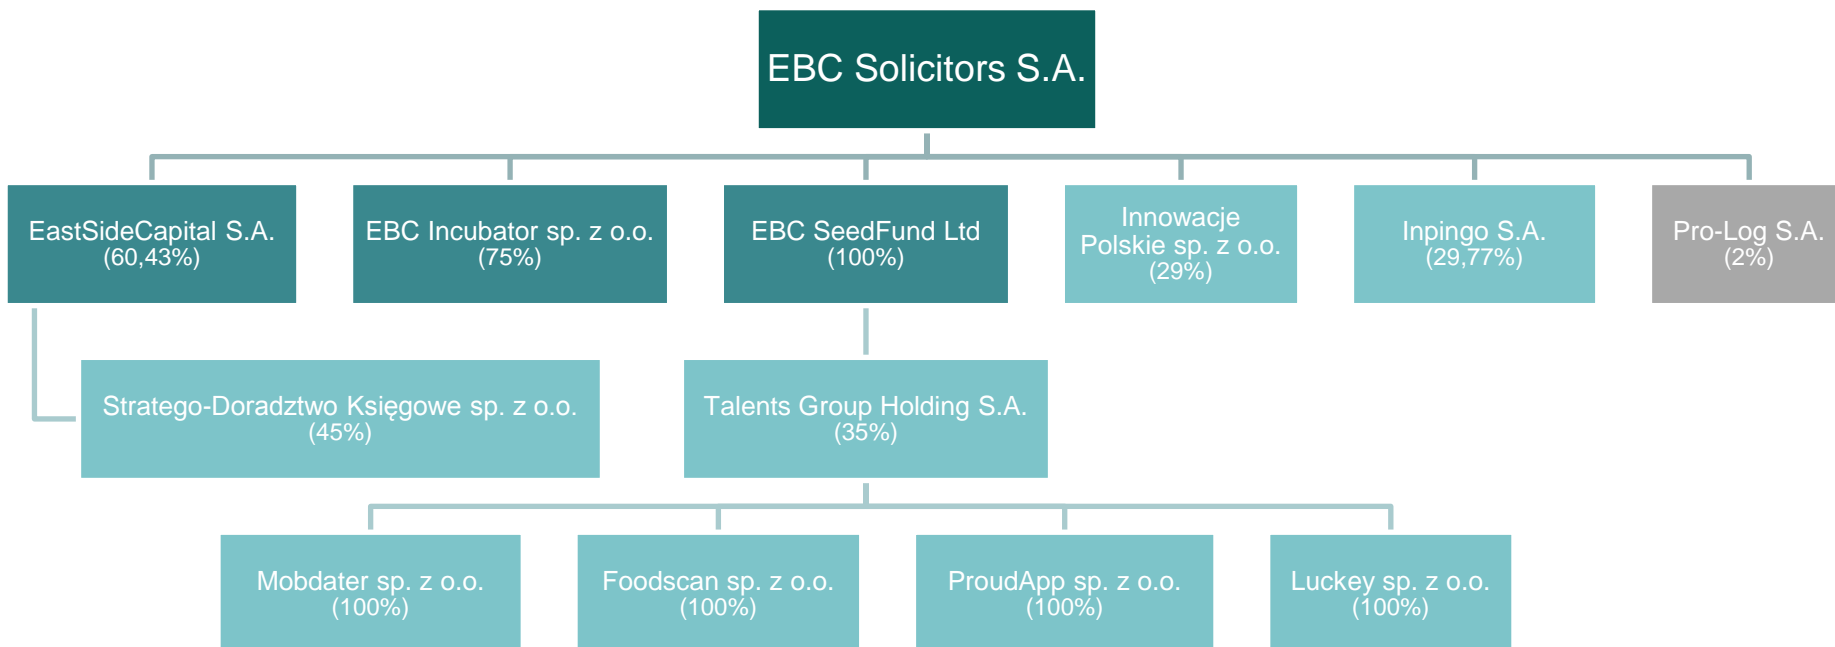 EBC Solicitors S.A.
EastSideCapital S.A.
(60,43%)
EBC Incubator sp. z o.o.
(75%)
EBC SeedFund Ltd
(100%)
Innowacje
Polskie sp. z o.o.
(29%)
Inpingo S.A.
(29,77%)
Pro-Log S.A.
(2%)
Stratego-Doradztwo Księgowe sp. z o.o.
(45%)
Talents Group Holding S.A.
(35%)
Mobdater sp. z o.o.
(100%)
Foodscan sp. z o.o.
(100%)
ProudApp sp. z o.o.
(100%)
Luckey sp. z o.o.
(100%)